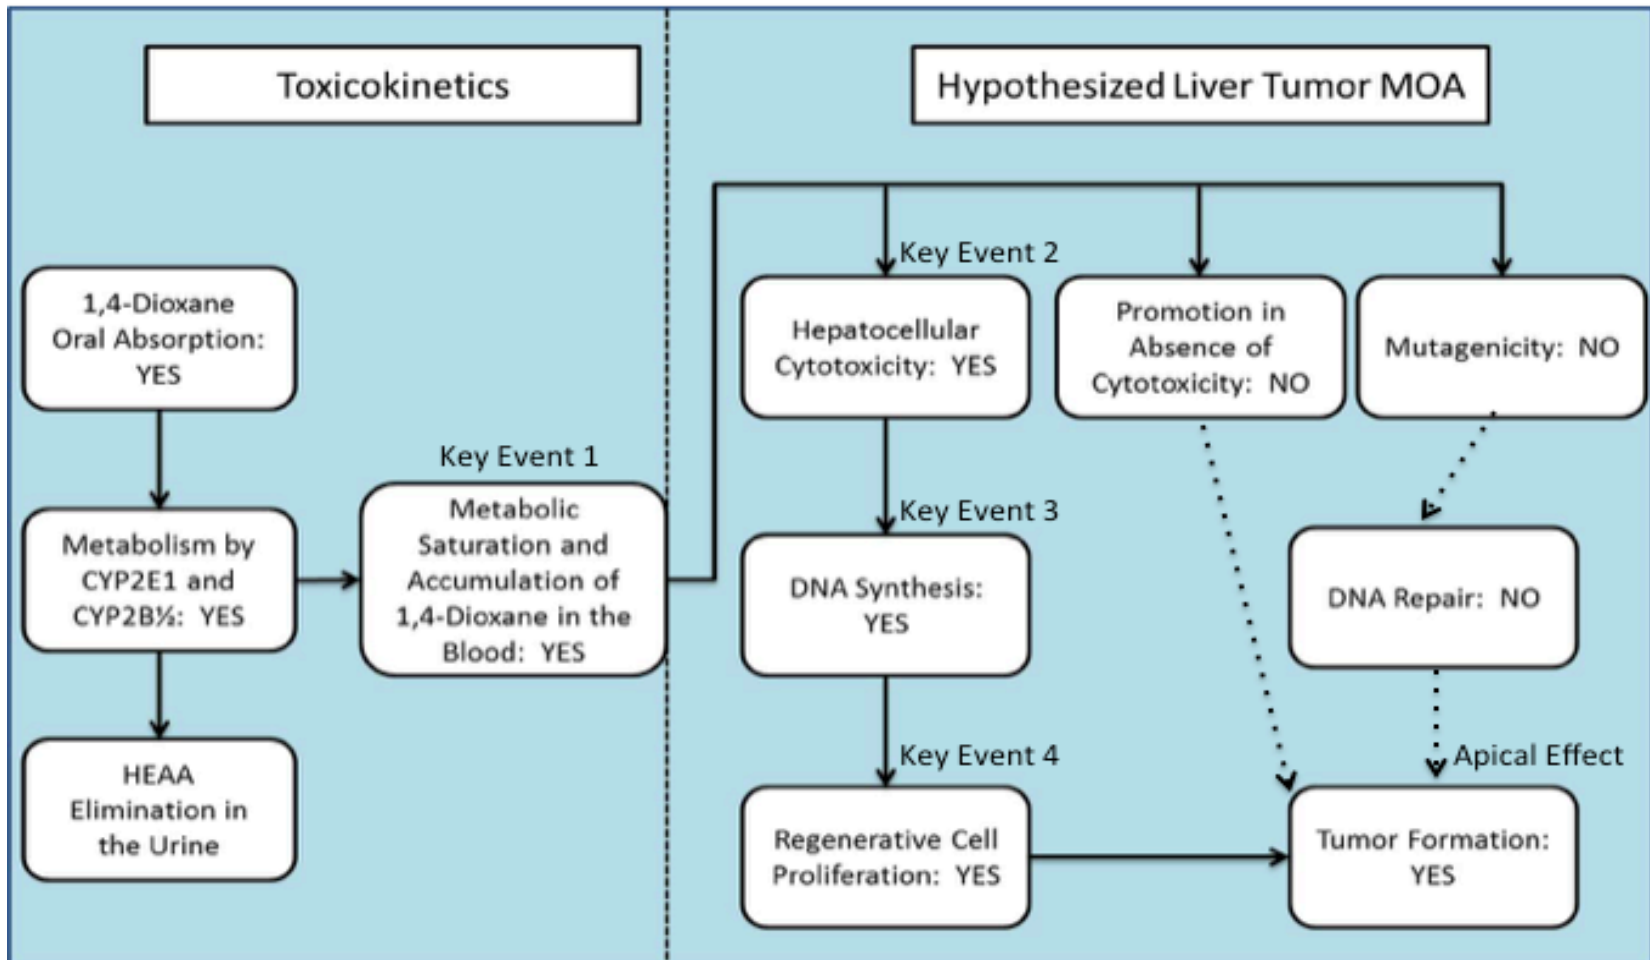 Toxicokinetics
Hypothesized Liver Tumor MOA
1,4-Dioxane
Oral Absorption:
YES
Metabolism by
CYP2E1 and
CYP2B½: YES
HEAA
Elimination in
the Urine
Key Event 1
Metabolic
Saturation and
Accumulation of
1,4-Dioxane in the
Blood: YES
Key Event 2
Hepatocellular
Cytotoxicity: YES
Key Event 3
DNA Synthesis:
YES
Key Event 4
Regenerative Cell
Proliferation: YES
Promotion in
Absence of
Cytotoxicity: NO
Mutagenicity: NO
DNA Repair: NO
Apical Effect
Tumor Formation:
YES